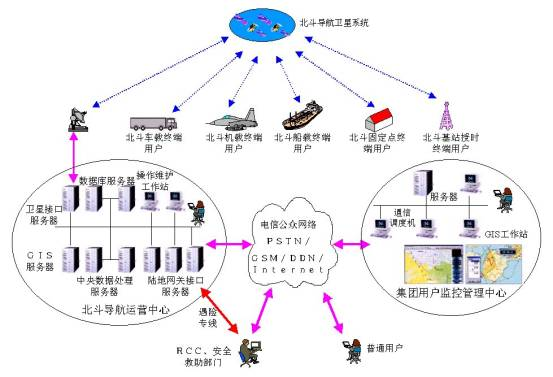 北斗导航卫星系统
北斗车载终端
用户
北斗机载终端
用户
北斗船载终端
用户
北斗固定点终
端用户
北斗基站授时
终端用户
数据库服务器
操作维护
工作站
卫星接口
服务器
GIS
服务器
中央数据处理
服务器
陆地网关接口
服务器
北斗导航运营中心
电信公众网络
PSTN/
GSM/DDN/
Internet
服务器
通信
调度机
GIS工作站
集团用户监控管理中心
遇险
专线
RCC、安全
救助部门
普通用户